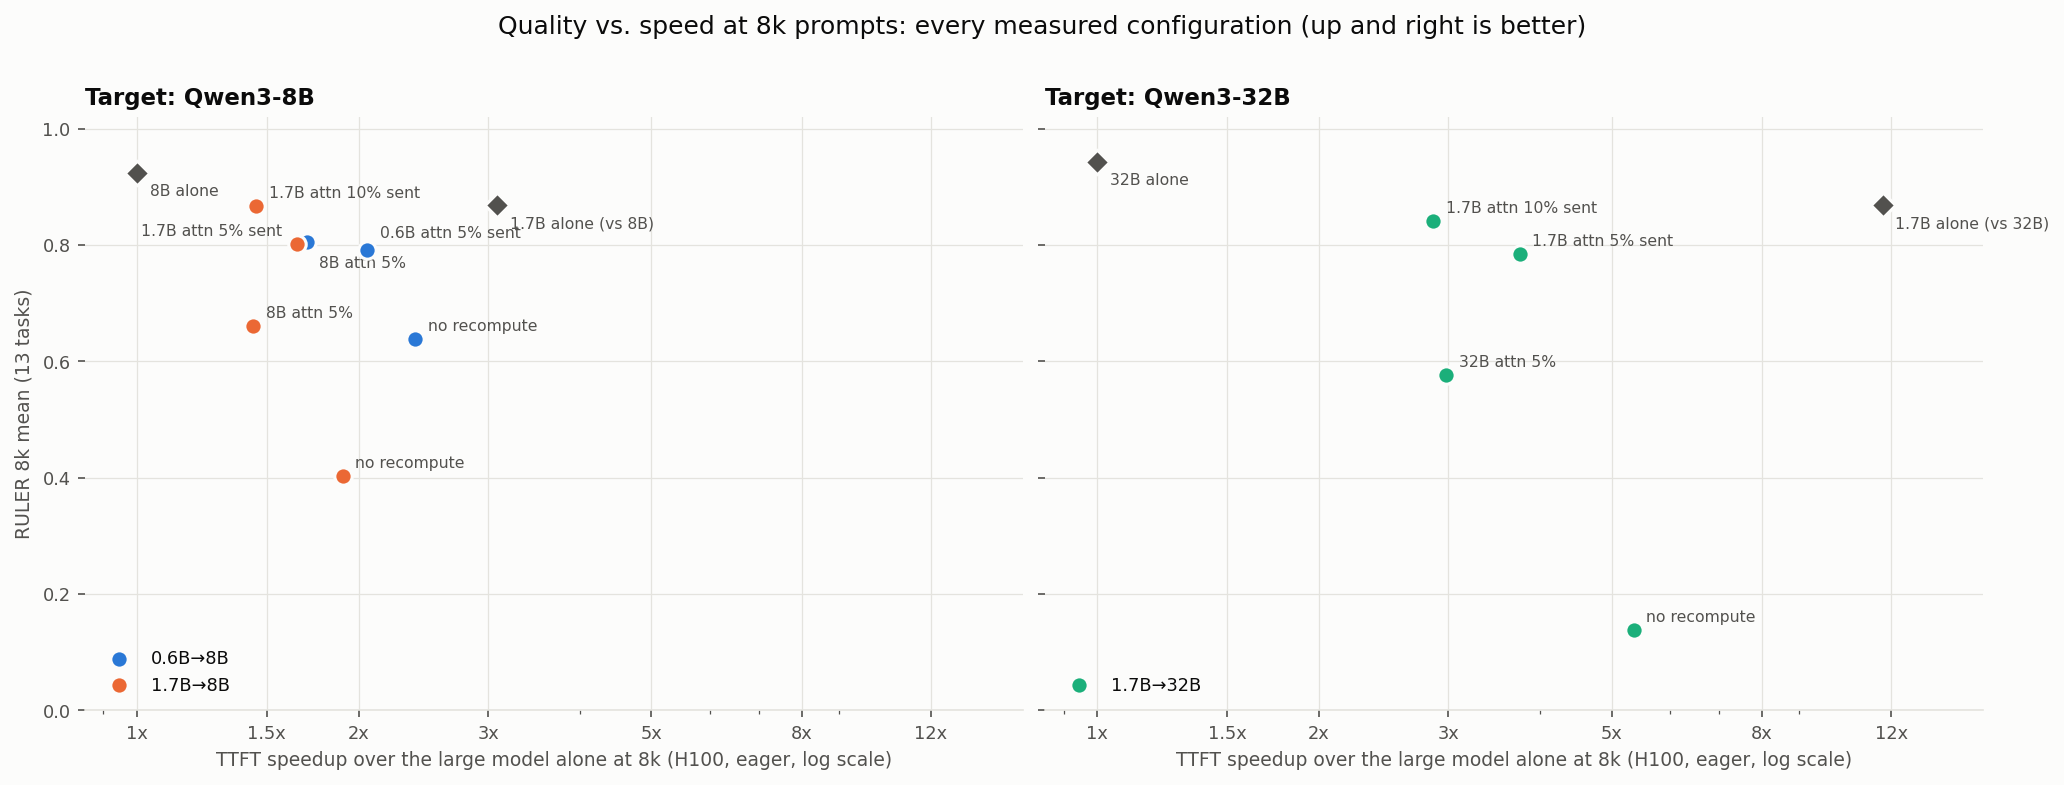 Quality vs. speed at 8k prompts: every measured configuration (up and right is better)
Target: Qwen3-8B
RULER 8k mean (13 tasks)
1.0
0.8
0.6
0.4
0.2
0.0
8B alone
1.7B attn 10% sent
1.7B attn 5% sent
0.6B attn 5% sent
1.7B alone (vs 8B)
8B attn 5%
8B attn 5%
no recompute
no recompute
0.6B→8B
1.7B→8B
1x
1.5x
2x
3x
5x
8x
12x
TTFT speedup over the large model alone at 8k (H100, eager, log scale)
Target: Qwen3-32B
32B alone
1.7B attn 10% sent
1.7B alone (vs 32B)
1.7B attn 5% sent
32B attn 5%
no recompute
1.7B→32B
1x
1.5x
2x
3x
5x
8x
12x
TTFT speedup over the large model alone at 8k (H100, eager, log scale)